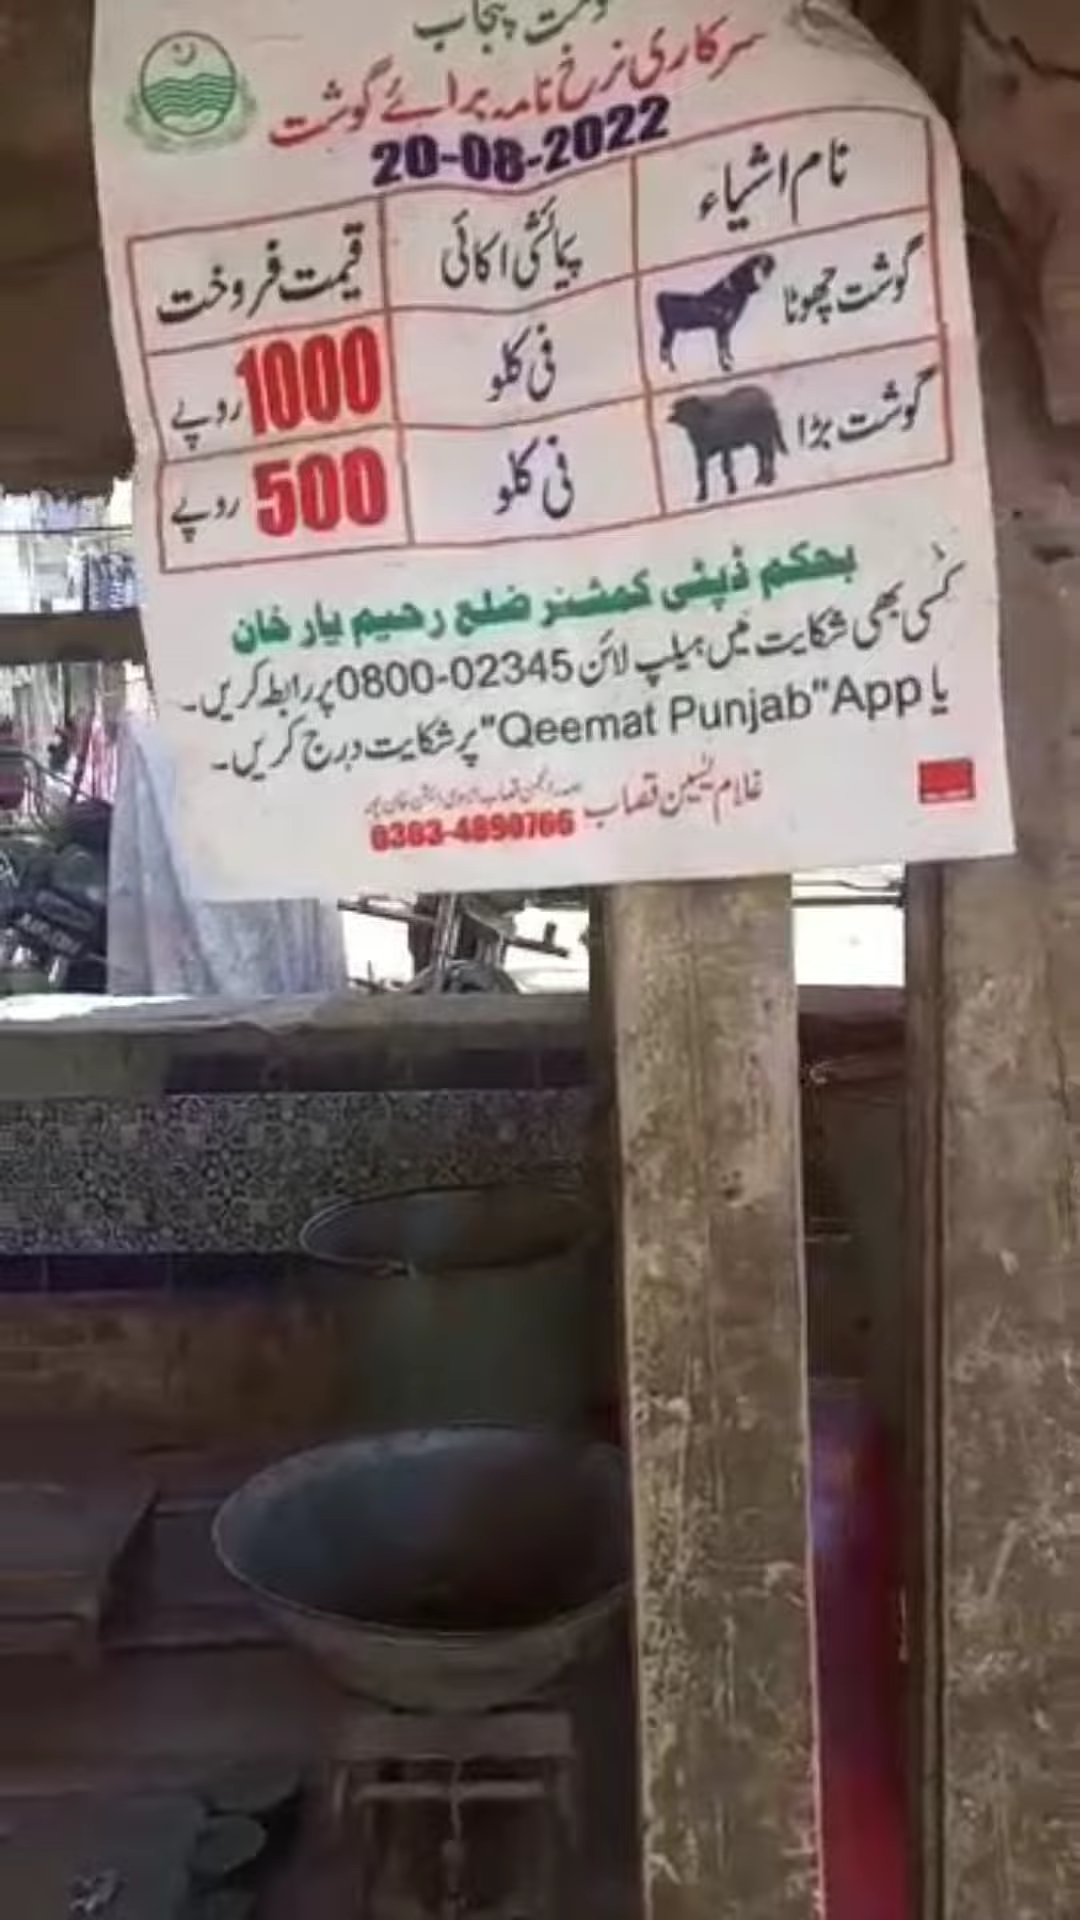 حکومت پنجاب
سرکاری نرخ نامہ برائے گوشت
20-08-2022
نام اشیاء پیمائشی اکائی قیمت فروخت
گوشت چھوٹا فی کلو 1000 روپے
گوشت بڑا فی کلو 500 روپے
بحکم ڈپٹی کمشنر ضلع رحیم یار خان
کسی بھی شکایت میں ہیلپ لائن 02345-0800 پر رابطہ کریں۔
یا "Qeemat Punjab" App پر شکایت درج کریں۔
غلام یٰسین قصاب